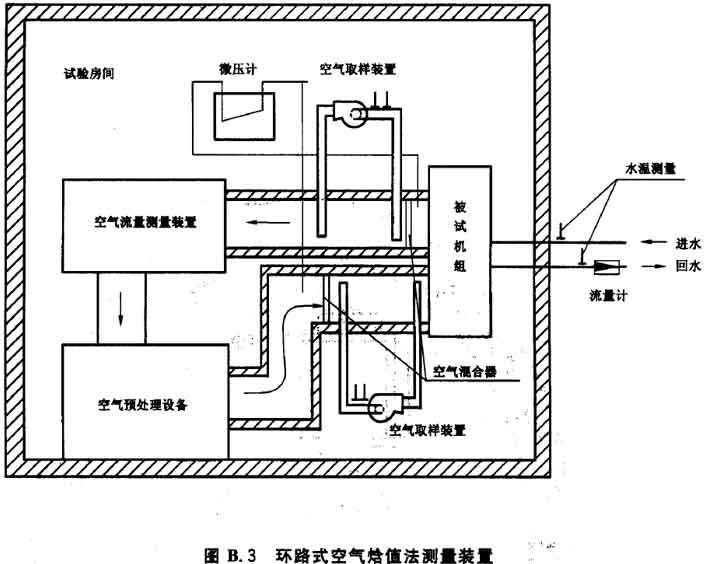 试验房间
微压计
空气取样装置
水温测量
空气流量测量装置
被试机组
进水
回水
流量计
空气混合器
空气预处理设备
空气取样装置
图 B.3 环路式空气焓值法测量装置